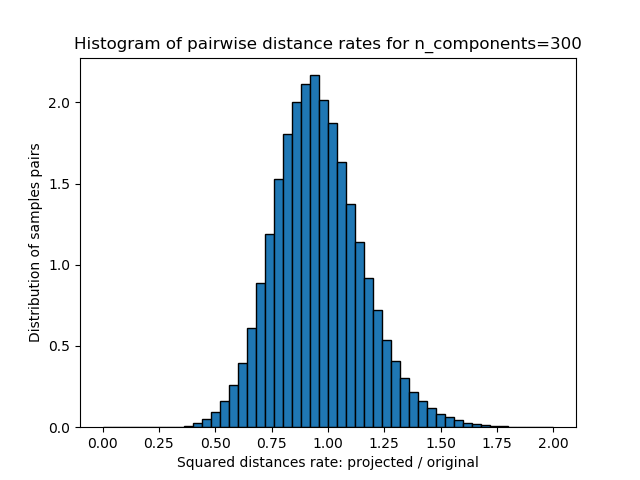 Histogram of pairwise distance rates for n_components=300
Distribution of samples pairs
2.0
1.5
1.0
0.5
0.0
0.00 0.25 0.50 0.75 1.00 1.25 1.50 1.75 2.00
Squared distances rate: projected / original